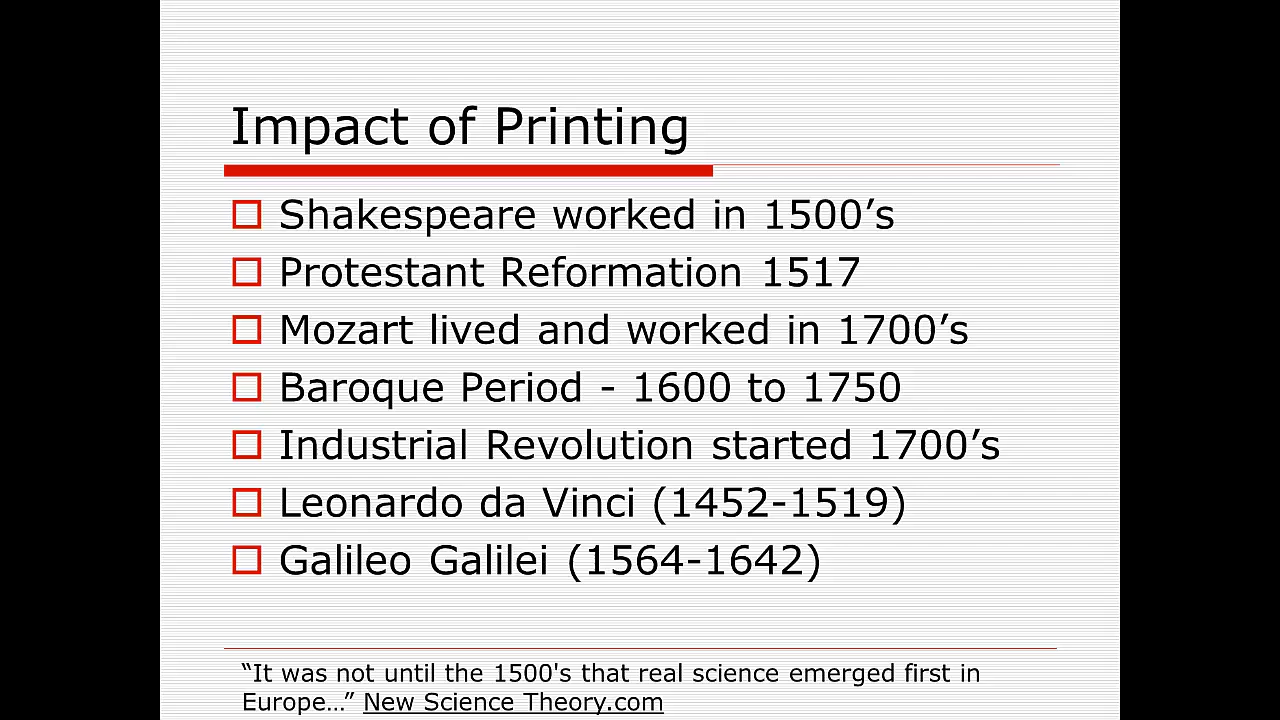 Impact of Printing
Shakespeare worked in 1500’s
Protestant Reformation 1517
Mozart lived and worked in 1700’s
Baroque Period - 1600 to 1750
Industrial Revolution started 1700’s
Leonardo da Vinci (1452-1519)
Galileo Galilei (1564-1642)
“It was not until the 1500's that real science emerged first in
Europe…” New Science Theory.com